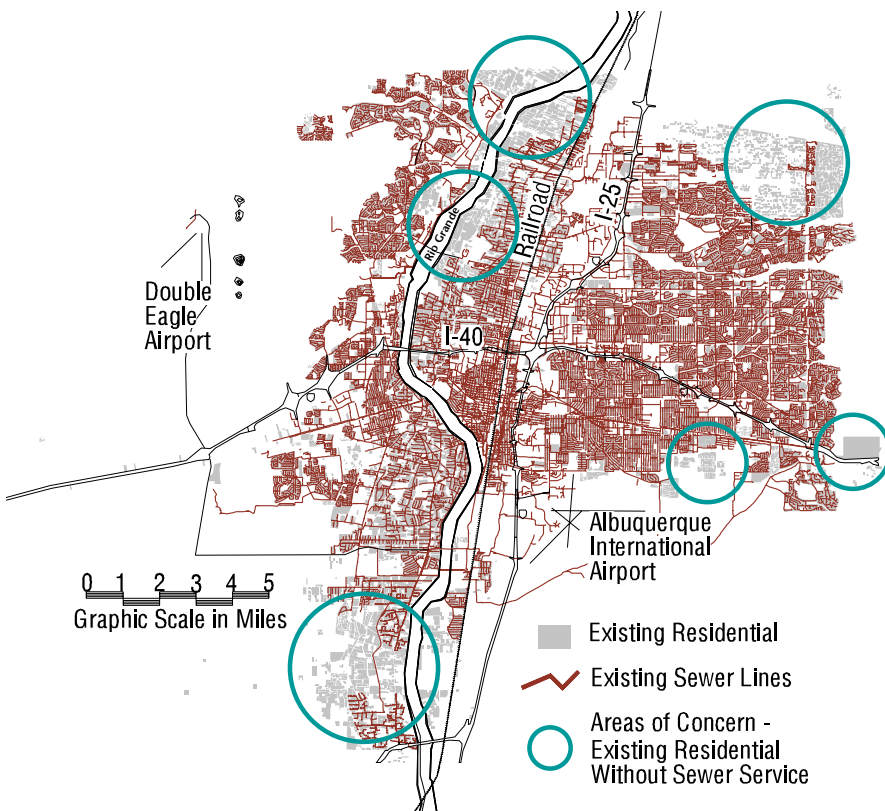 Railroad
I-25
Rio Grande
Double
Eagle
Airport
I-40
Albuquerque
International
Airport
0 1 2 3 4 5
Graphic Scale in Miles
Existing Residential
Existing Sewer Lines
Areas of Concern -
Existing Residential
Without Sewer Service